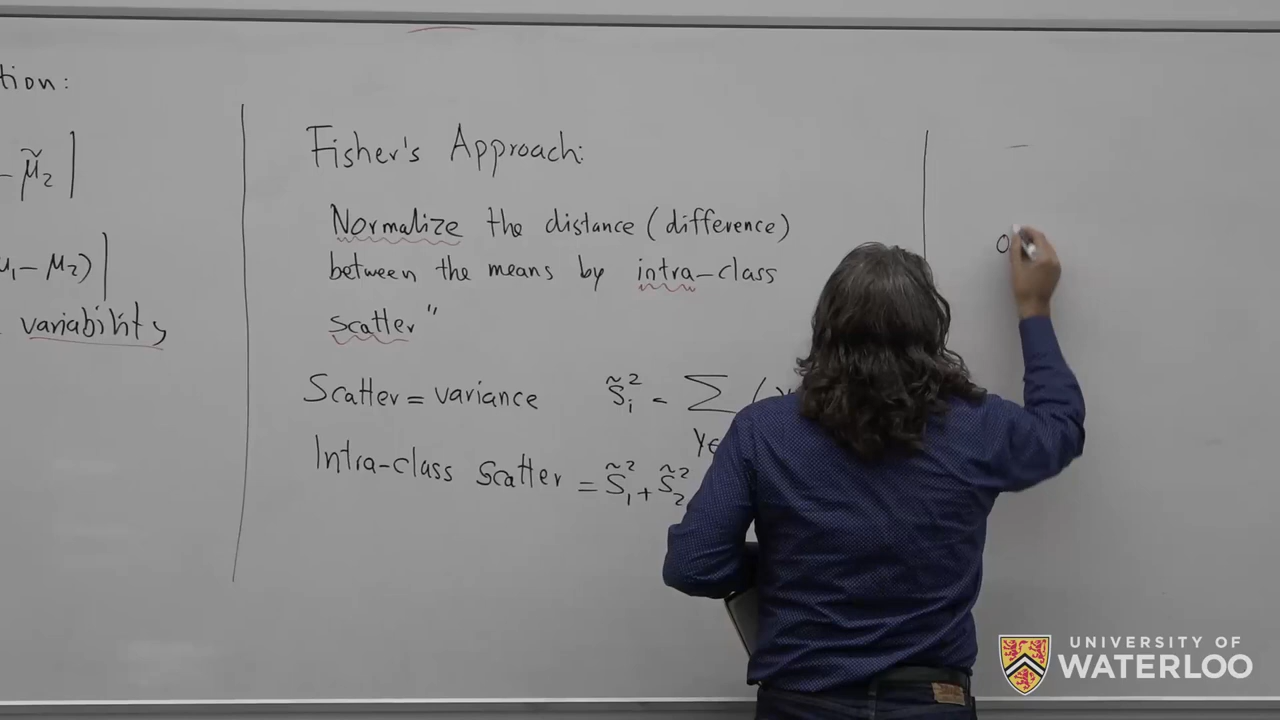 tion:
- μ̃₂ |
μ₁ - μ₂) |
variability
Fisher's Approach:
Normalize the distance (difference)
between the means by intra-class
scatter"
Scatter = variance S̃ᵢ² = Σ (y
y∈
Intra-class scatter = S̃₁² + S̃₂²
UNIVERSITY OF
WATERLOO